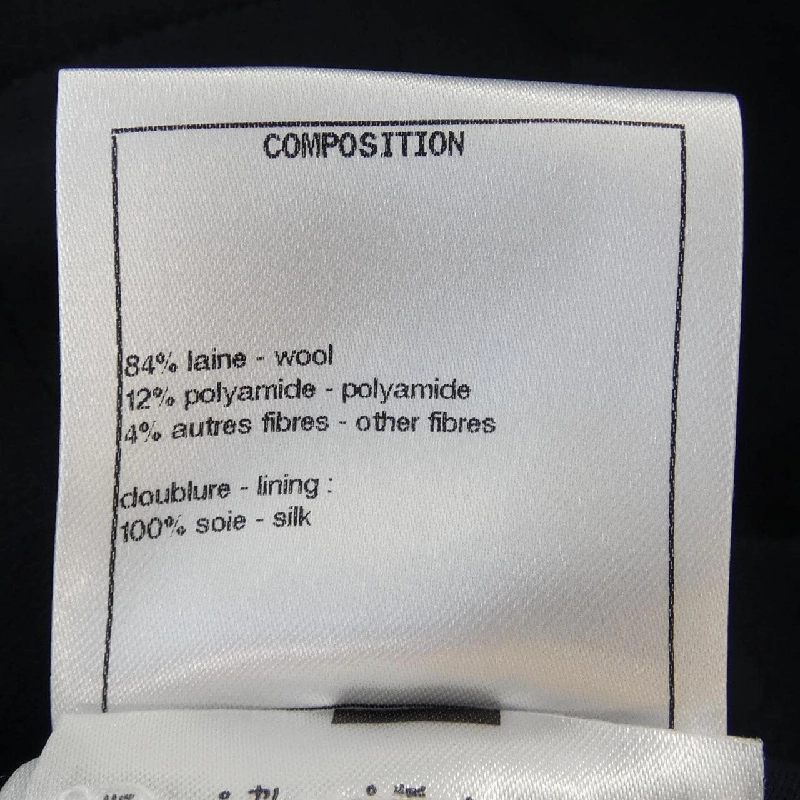 COMPOSITION
84% laine - wool
12% polyamide - polyamide
4% autres fibres - other fibres
doublure - lining :
100% soie - silk